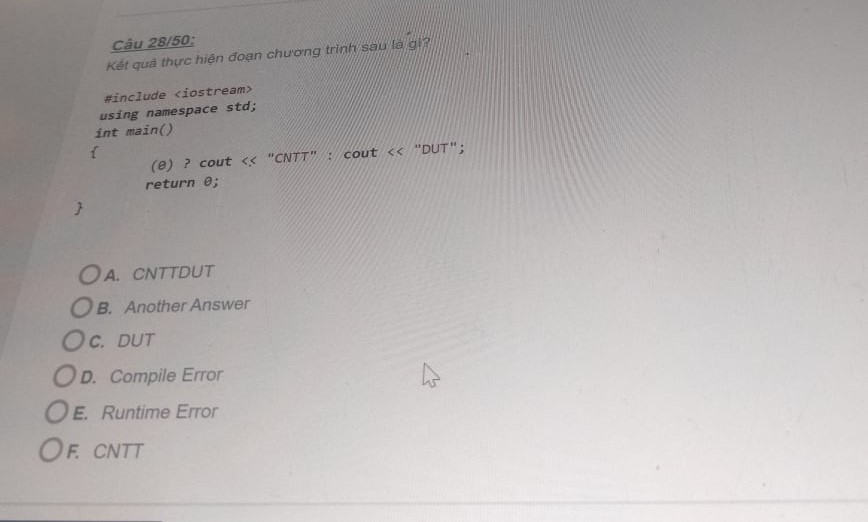 Câu 28/50:
Kết quả thực hiện đoạn chương trình sau là gì?
#include <iostream>
using namespace std;
int main()
{
(0) ? cout << "CNTT" : cout << "DUT";
return 0;
}
A. CNTTDUT
B. Another Answer
C. DUT
D. Compile Error
E. Runtime Error
F. CNTT